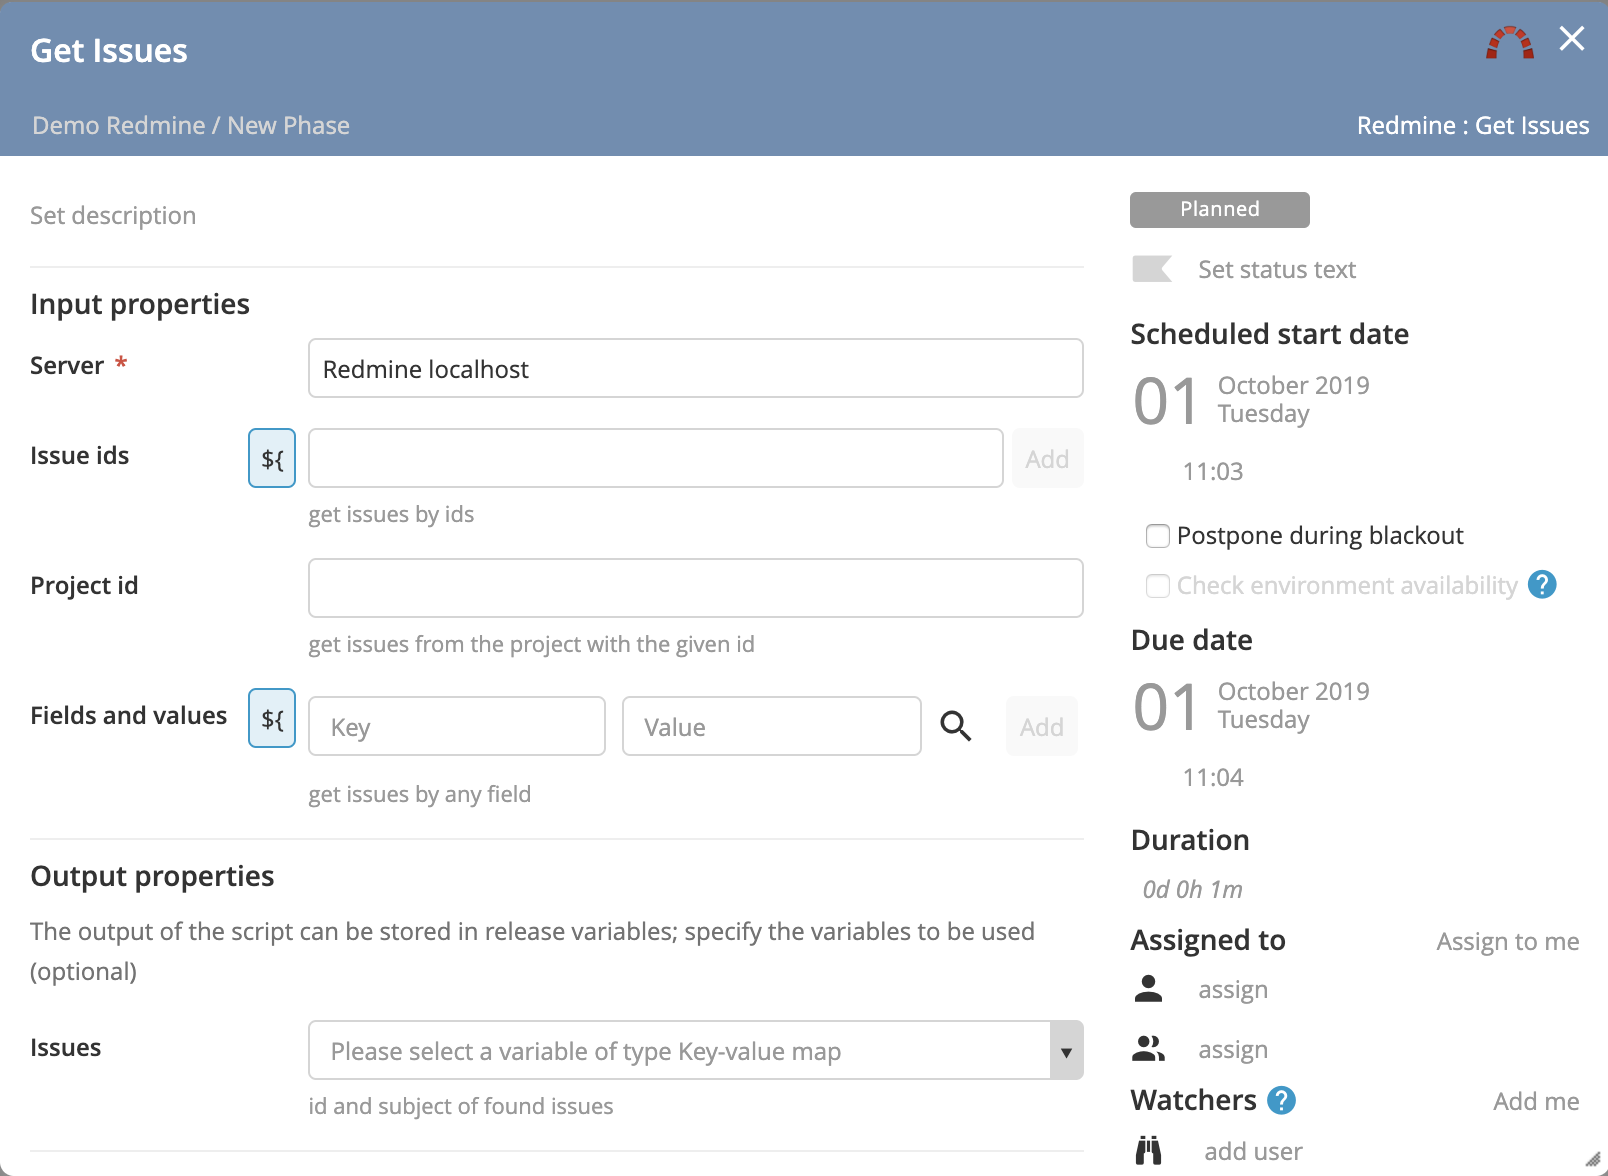 Get Issues
Demo Redmine / New Phase
Redmine : Get Issues
Set description
Input properties
Server *
Redmine localhost
Issue ids
${
Add
get issues by ids
Project id
get issues from the project with the given id
Fields and values
${
Key
Value
Add
get issues by any field
Output properties
The output of the script can be stored in release variables; specify the variables to be used
(optional)
Issues
Please select a variable of type Key-value map
id and subject of found issues
Planned
Set status text
Scheduled start date
01
October 2019
Tuesday
11:03
Postpone during blackout
Check environment availability ?
Due date
01
October 2019
Tuesday
11:04
Duration
0d 0h 1m
Assigned to
Assign to me
assign
assign
Watchers ?
Add me
add user